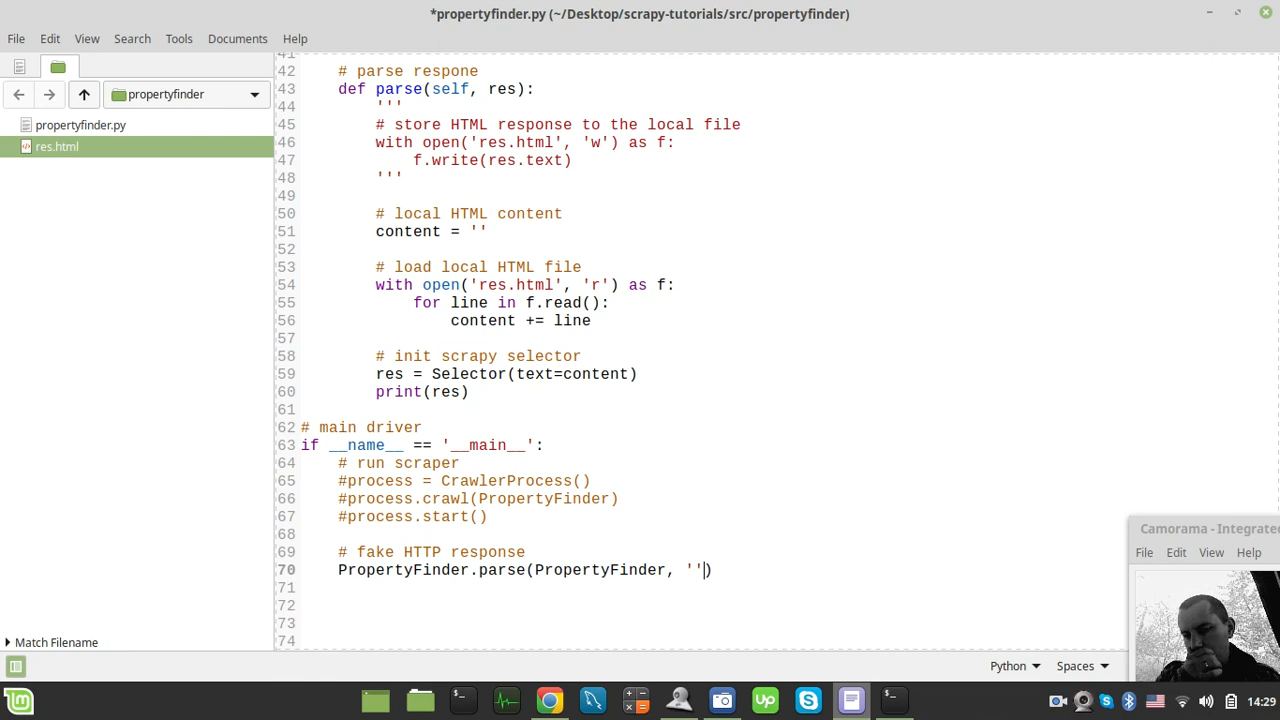 *propertyfinder.py (~/Desktop/scrapy-tutorials/src/propertyfinder)
File Edit View Search Tools Documents Help
propertyfinder
propertyfinder.py
res.html
41
42     # parse respone
43     def parse(self, res):
44         '''
45         # store HTML response to the local file
46         with open('res.html', 'w') as f:
47             f.write(res.text)
48         '''
49
50         # local HTML content
51         content = ''
52
53         # load local HTML file
54         with open('res.html', 'r') as f:
55             for line in f.read():
56                 content += line
57
58         # init scrapy selector
59         res = Selector(text=content)
60         print(res)
61
62 # main driver
63 if __name__ == '__main__':
64     # run scraper
65     #process = CrawlerProcess()
66     #process.crawl(PropertyFinder)
67     #process.start()
68
69     # fake HTTP response
70     PropertyFinder.parse(PropertyFinder, '')
71
72
73
74
Match Filename
Python Spaces
Camorama - Integrated
File Edit View Help
up
14:29